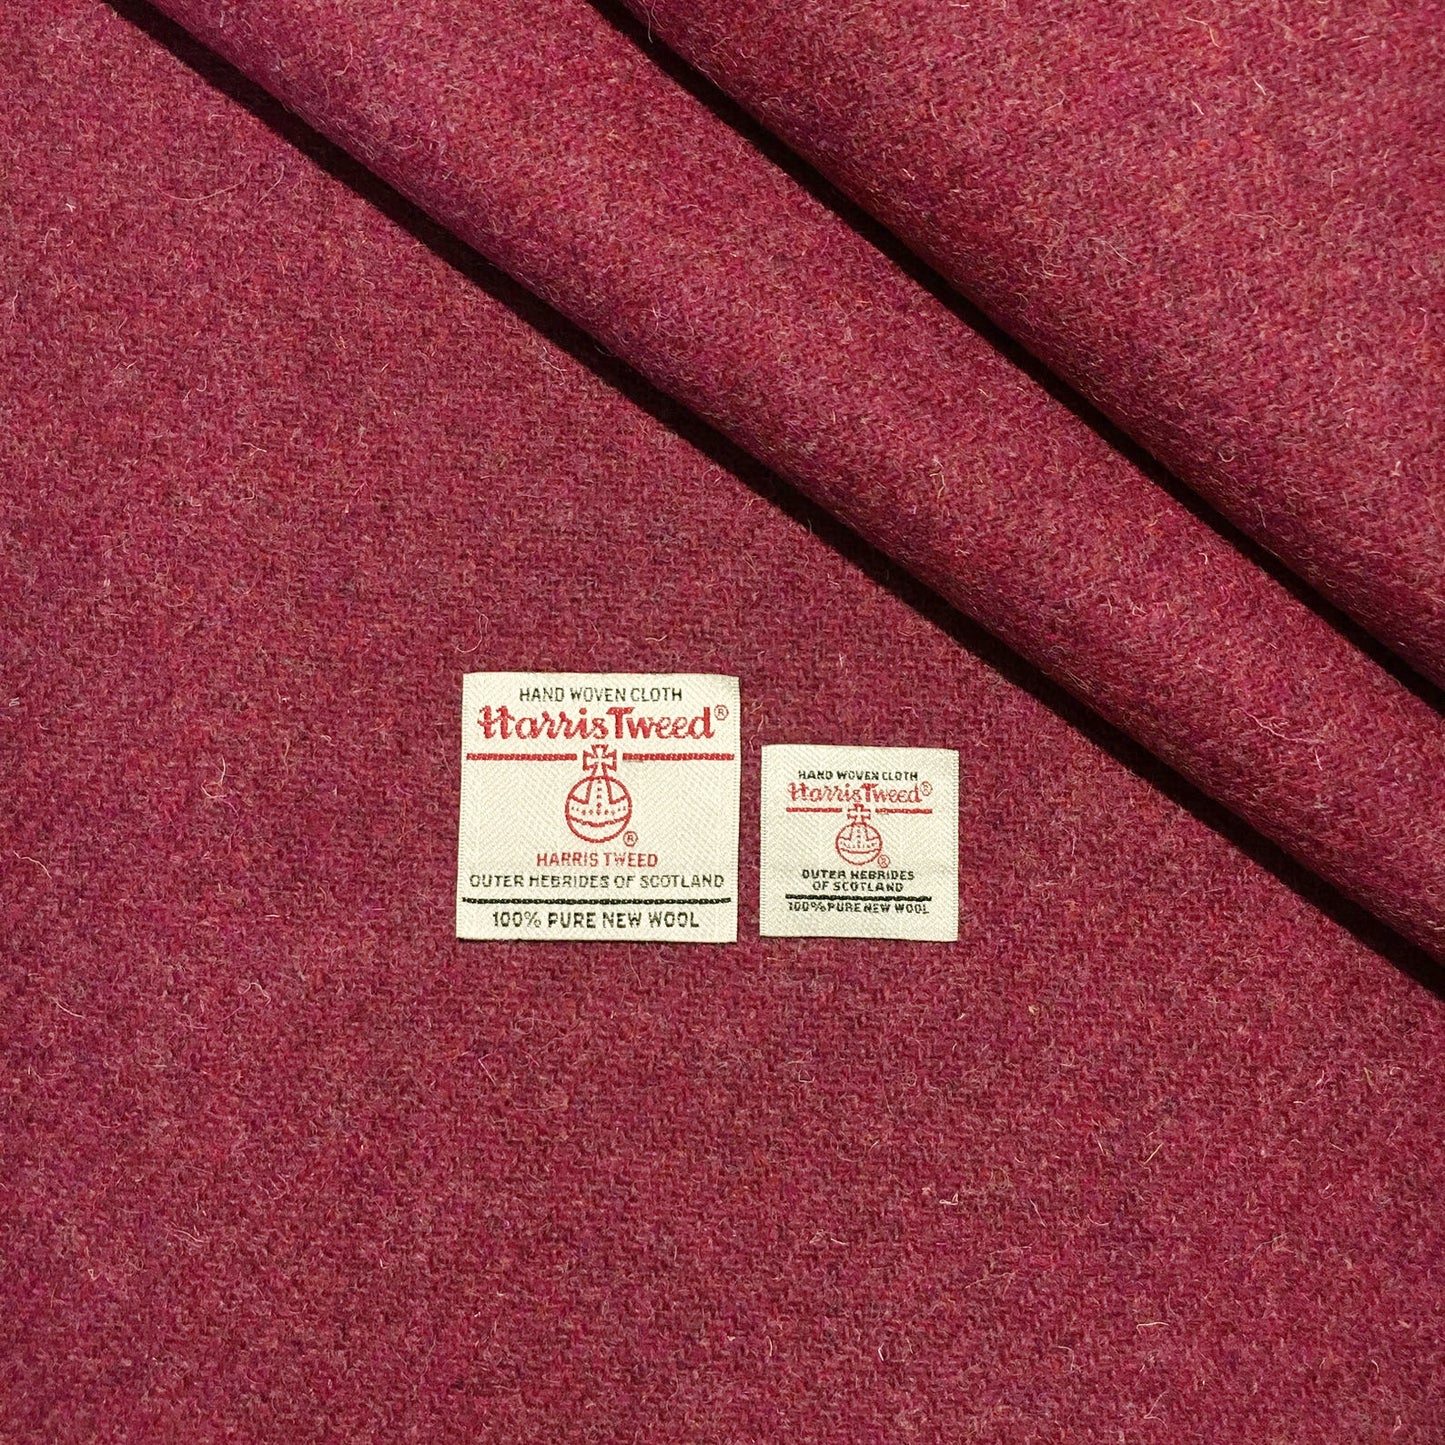 HAND WOVEN CLOTH
Harris Tweed®
®
HARRIS TWEED
OUTER HEBRIDES OF SCOTLAND
100% PURE NEW WOOL
HAND WOVEN CLOTH
Harris Tweed®
®
OUTER HEBRIDES
OF SCOTLAND
100% PURE NEW WOOL